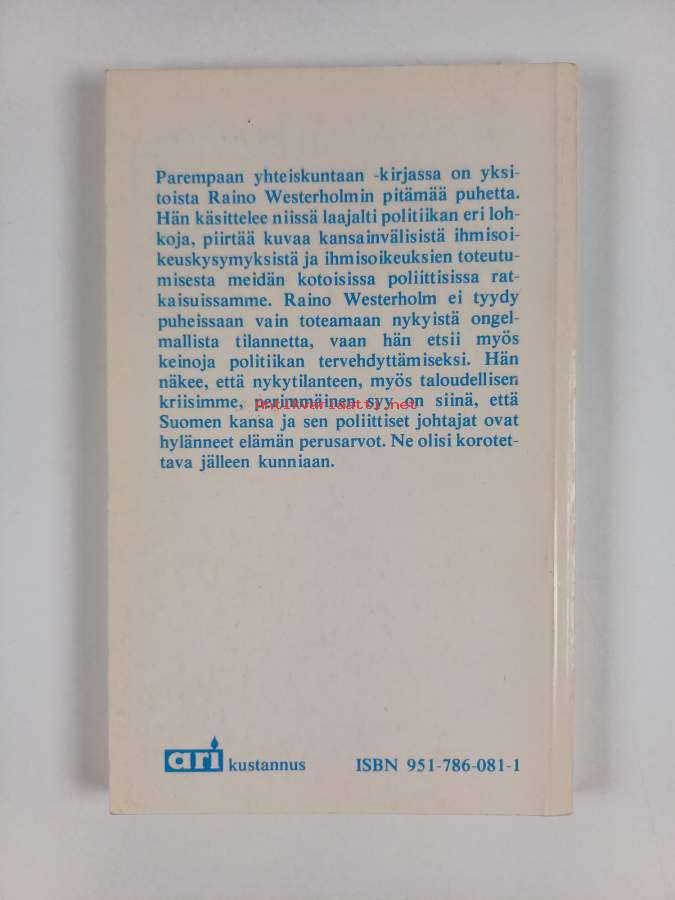 Parempaan yhteiskuntaan -kirjassa on yksi-
toista Raino Westerholmin pitämää puhetta.
Hän käsittelee niissä laajalti politiikan eri loh-
koja, piirtää kuvaa kansainvälisistä ihmisoi-
keuskysymyksistä ja ihmisoikeuksien toteutu-
misesta meidän kotoisissa poliittisissa rat-
kaisuissamme. Raino Westerholm ei tyydy
puheissaan vain toteamaan nykyistä ongel-
mallista tilannetta, vaan hän etsii myös
keinoja politiikan tervehdyttämiseksi. Hän
näkee, että nykytilanteen, myös taloudellisen
kriisimme, perimmäinen syy on siinä, että
Antikvariaatti.net
Suomen kansa ja sen poliittiset johtajat ovat
hylänneet elämän perusarvot. Ne olisi korotet-
tava jälleen kunniaan.
ari kustannus
ISBN 951-786-081-1